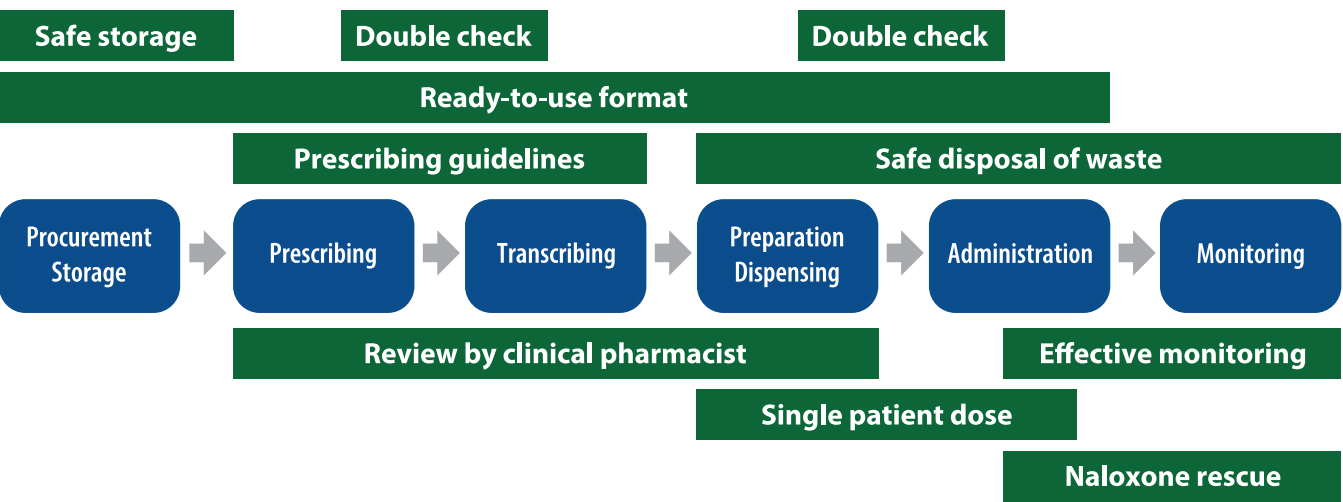 Safe storage
Double check
Double check
Ready-to-use format
Prescribing guidelines
Safe disposal of waste
Procurement
Storage
Prescribing
Transcribing
Preparation
Dispensing
Administration
Monitoring
Review by clinical pharmacist
Effective monitoring
Single patient dose
Naloxone rescue